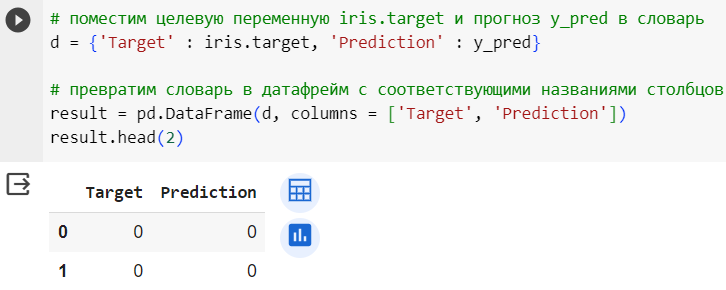 # поместим целевую переменную iris.target и прогноз y_pred в словарь
d = {'Target' : iris.target, 'Prediction' : y_pred}
# превратим словарь в датафрейм с соответствующими названиями столбцов
result = pd.DataFrame(d, columns = ['Target', 'Prediction'])
result.head(2)
Target Prediction
0 0 0
1 0 0